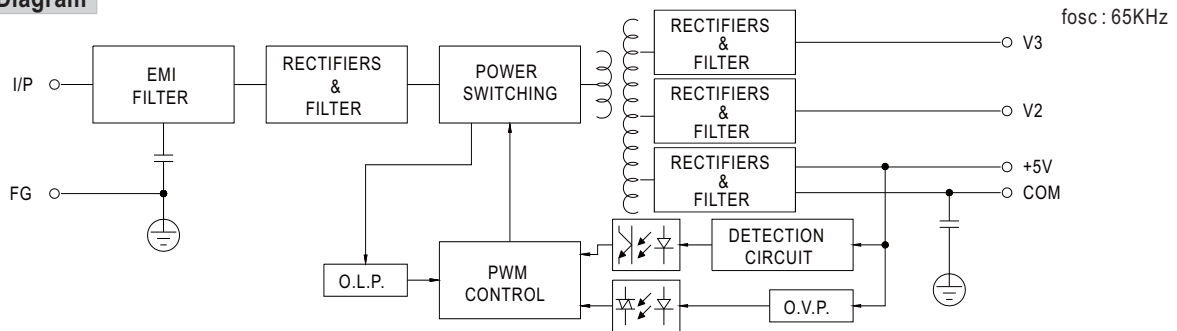 Diagram
fosc : 65KHz
I/P
EMI
FILTER
RECTIFIERS
&
FILTER
POWER
SWITCHING
RECTIFIERS
&
FILTER
V3
RECTIFIERS
&
FILTER
V2
RECTIFIERS
&
FILTER
+5V
COM
FG
O.L.P.
PWM
CONTROL
DETECTION
CIRCUIT
O.V.P.